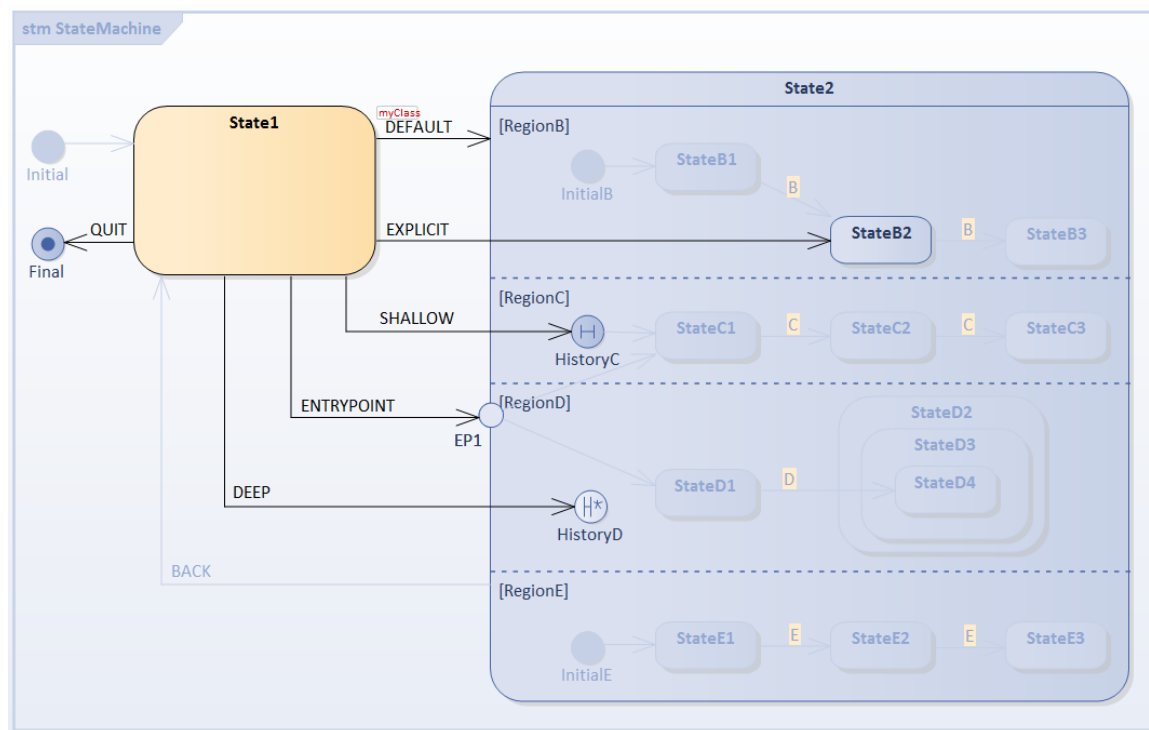 stm StateMachine
State2
State1
myClass
DEFAULT
[RegionB]
Initial
InitialB
StateB1
B
QUIT
EXPLICIT
StateB2
B
StateB3
Final
[RegionC]
SHALLOW
H
HistoryC
StateC1
C
StateC2
C
StateC3
ENTRYPOINT
EP1
[RegionD]
StateD2
StateD3
StateD4
StateD1
D
DEEP
H*
HistoryD
BACK
[RegionE]
InitialE
StateE1
E
StateE2
E
StateE3